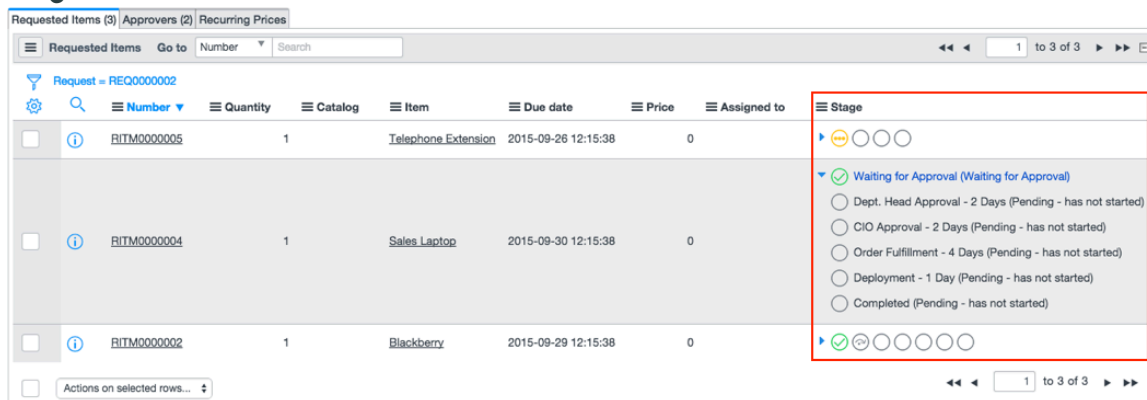 Requested Items (3) Approvers (2) Recurring Prices
Requested Items Go to Number Search 1 to 3 of 3
Request = REQ0000002
Number Quantity Catalog Item Due date Price Assigned to Stage
RITM0000005 1 Telephone Extension 2015-09-26 12:15:38 0
Waiting for Approval (Waiting for Approval)
Dept. Head Approval - 2 Days (Pending - has not started)
CIO Approval - 2 Days (Pending - has not started)
RITM0000004 1 Sales Laptop 2015-09-30 12:15:38 0
Order Fulfillment - 4 Days (Pending - has not started)
Deployment - 1 Day (Pending - has not started)
Completed (Pending - has not started)
RITM0000002 1 Blackberry 2015-09-29 12:15:38 0
Actions on selected rows... 1 to 3 of 3